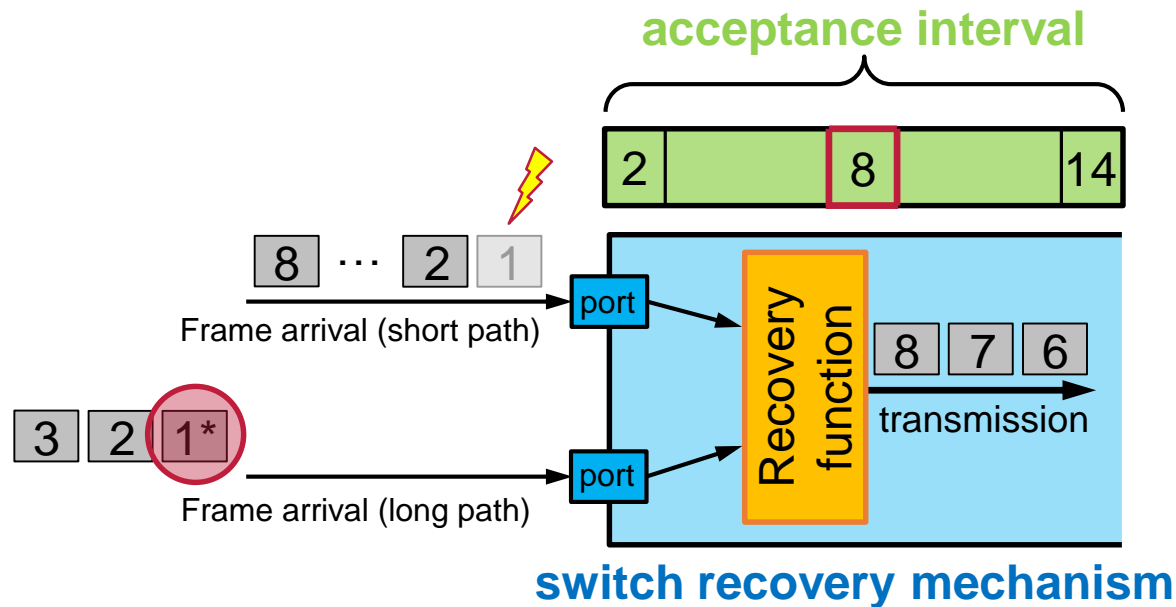 acceptance interval
2 8 14
8 ... 2 1
port
Frame arrival (short path)
Recovery
function
8 7 6
transmission
3 2 1*
port
Frame arrival (long path)
switch recovery mechanism